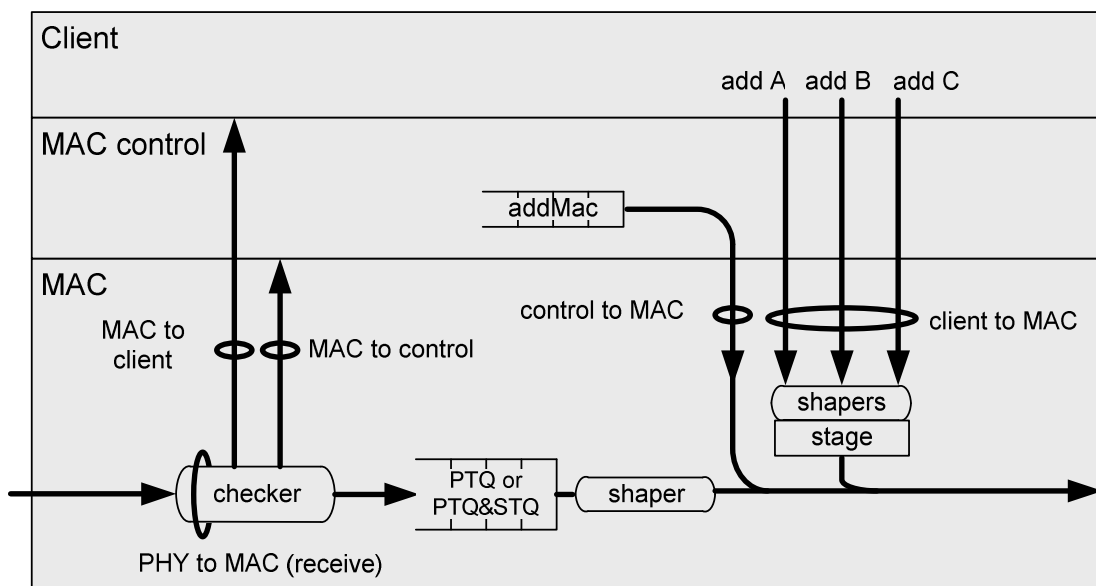 Client
add A
add B
add C
MAC control
addMac
MAC
control to MAC
client to MAC
MAC to
client
MAC to control
shapers
stage
checker
PTQ or
PTQ&STQ
shaper
PHY to MAC (receive)